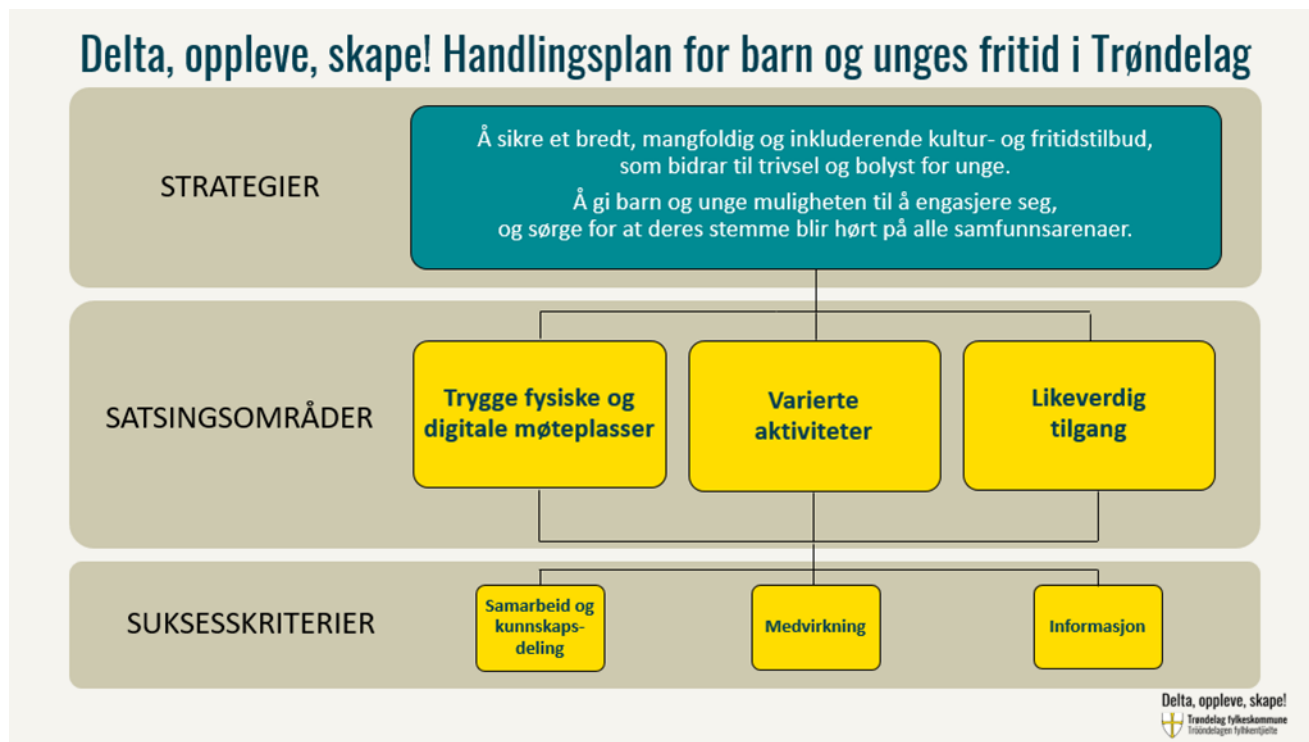 Delta, oppleve, skape! Handlingsplan for barn og unges fritid i Trøndelag
STRATEGIER
Å sikre et bredt, mangfoldig og inkluderende kultur- og fritidstilbud,
som bidrar til trivsel og bolyst for unge.
Å gi barn og unge muligheten til å engasjere seg,
og sørge for at deres stemme blir hørt på alle samfunnsarenaer.
SATSINGSOMRÅDER
Trygge fysiske og
digitale møteplasser
Varierte
aktiviteter
Likeverdig
tilgang
SUKSESSKRITERIER
Samarbeid og
kunnskaps-
deling
Medvirkning
Informasjon
Delta, oppleve, skape!
Trøndelag fylkeskommune
Trööndelagen fylhkentjïelte